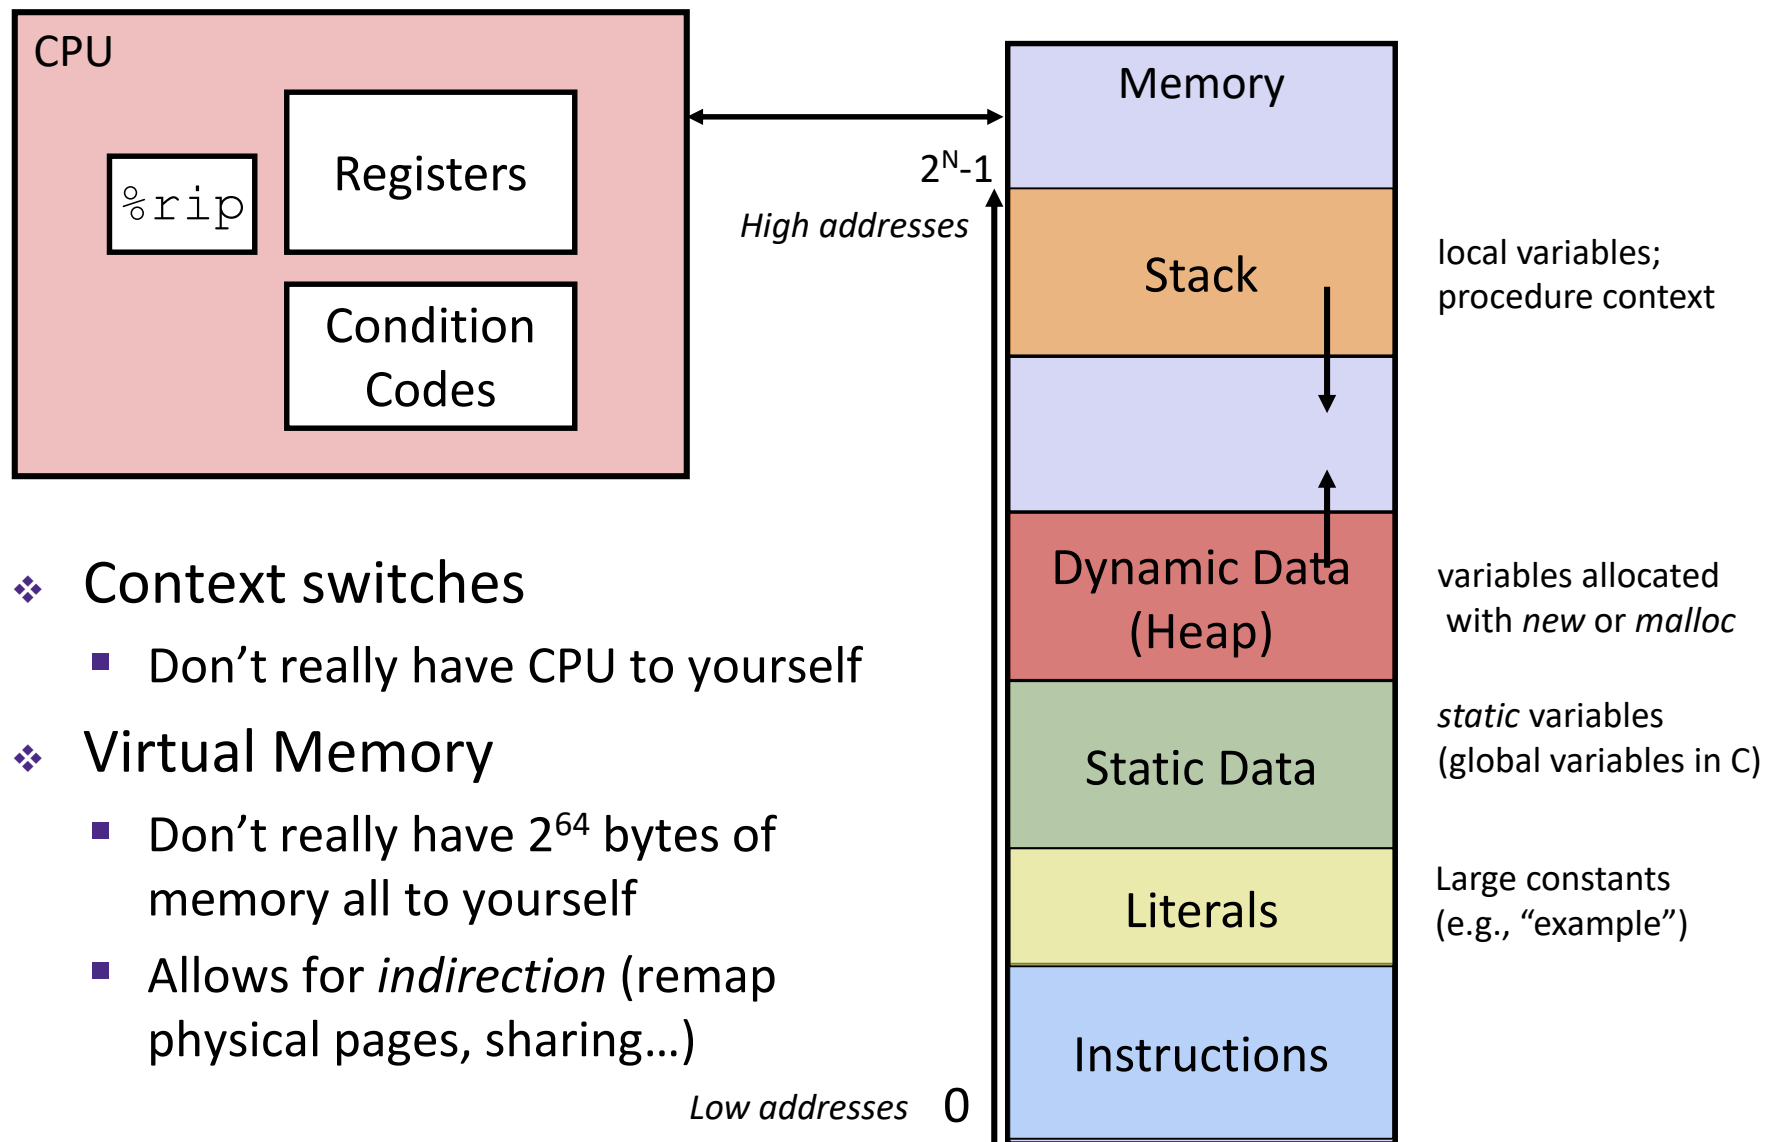 CPU
%rip
Registers
Condition
Codes
Memory
2ᴺ-1
High addresses
Stack
local variables;
procedure context
Dynamic Data
(Heap)
variables allocated
with new or malloc
Static Data
static variables
(global variables in C)
Literals
Large constants
(e.g., “example”)
Instructions
Low addresses 0
❖ Context switches
▪ Don’t really have CPU to yourself
❖ Virtual Memory
▪ Don’t really have 2⁶⁴ bytes of
memory all to yourself
▪ Allows for indirection (remap
physical pages, sharing…)